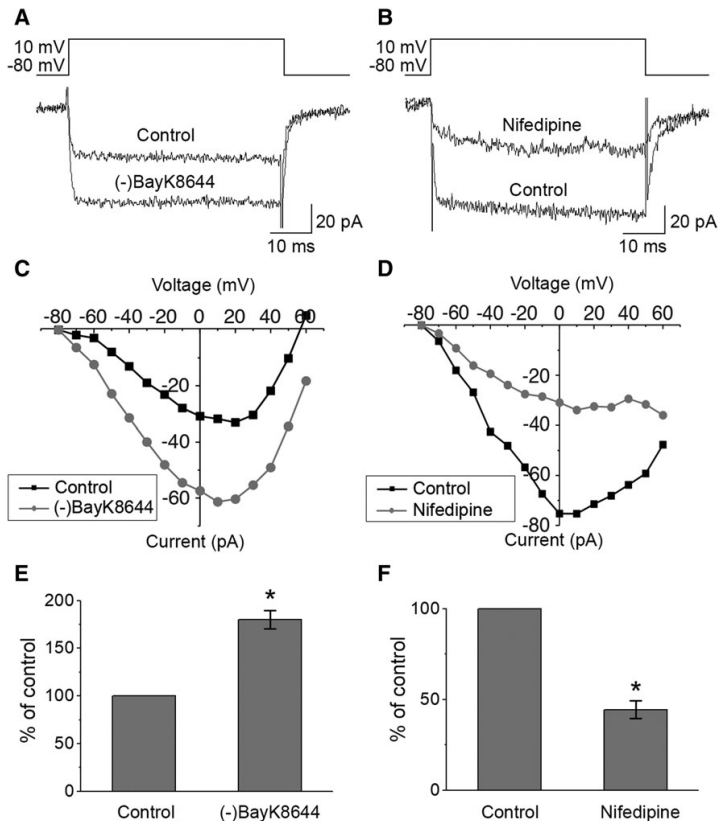 A
10 mV
-80 mV
Control
(-)BayK8644
20 pA
10 ms
B
10 mV
-80 mV
Nifedipine
Control
20 pA
10 ms
C
Voltage (mV)
-80 -60 -40 -20 0 20 40 60
-20
-40
-60
Control
(-)BayK8644
Current (pA)
D
Voltage (mV)
-80 -60 -40 -20 0 20 40 60
-20
-40
-60
-80
Control
Nifedipine
Current (pA)
E
% of control
200
150
100
50
0
*
Control (-)BayK8644
F
% of control
100
50
0
*
Control Nifedipine